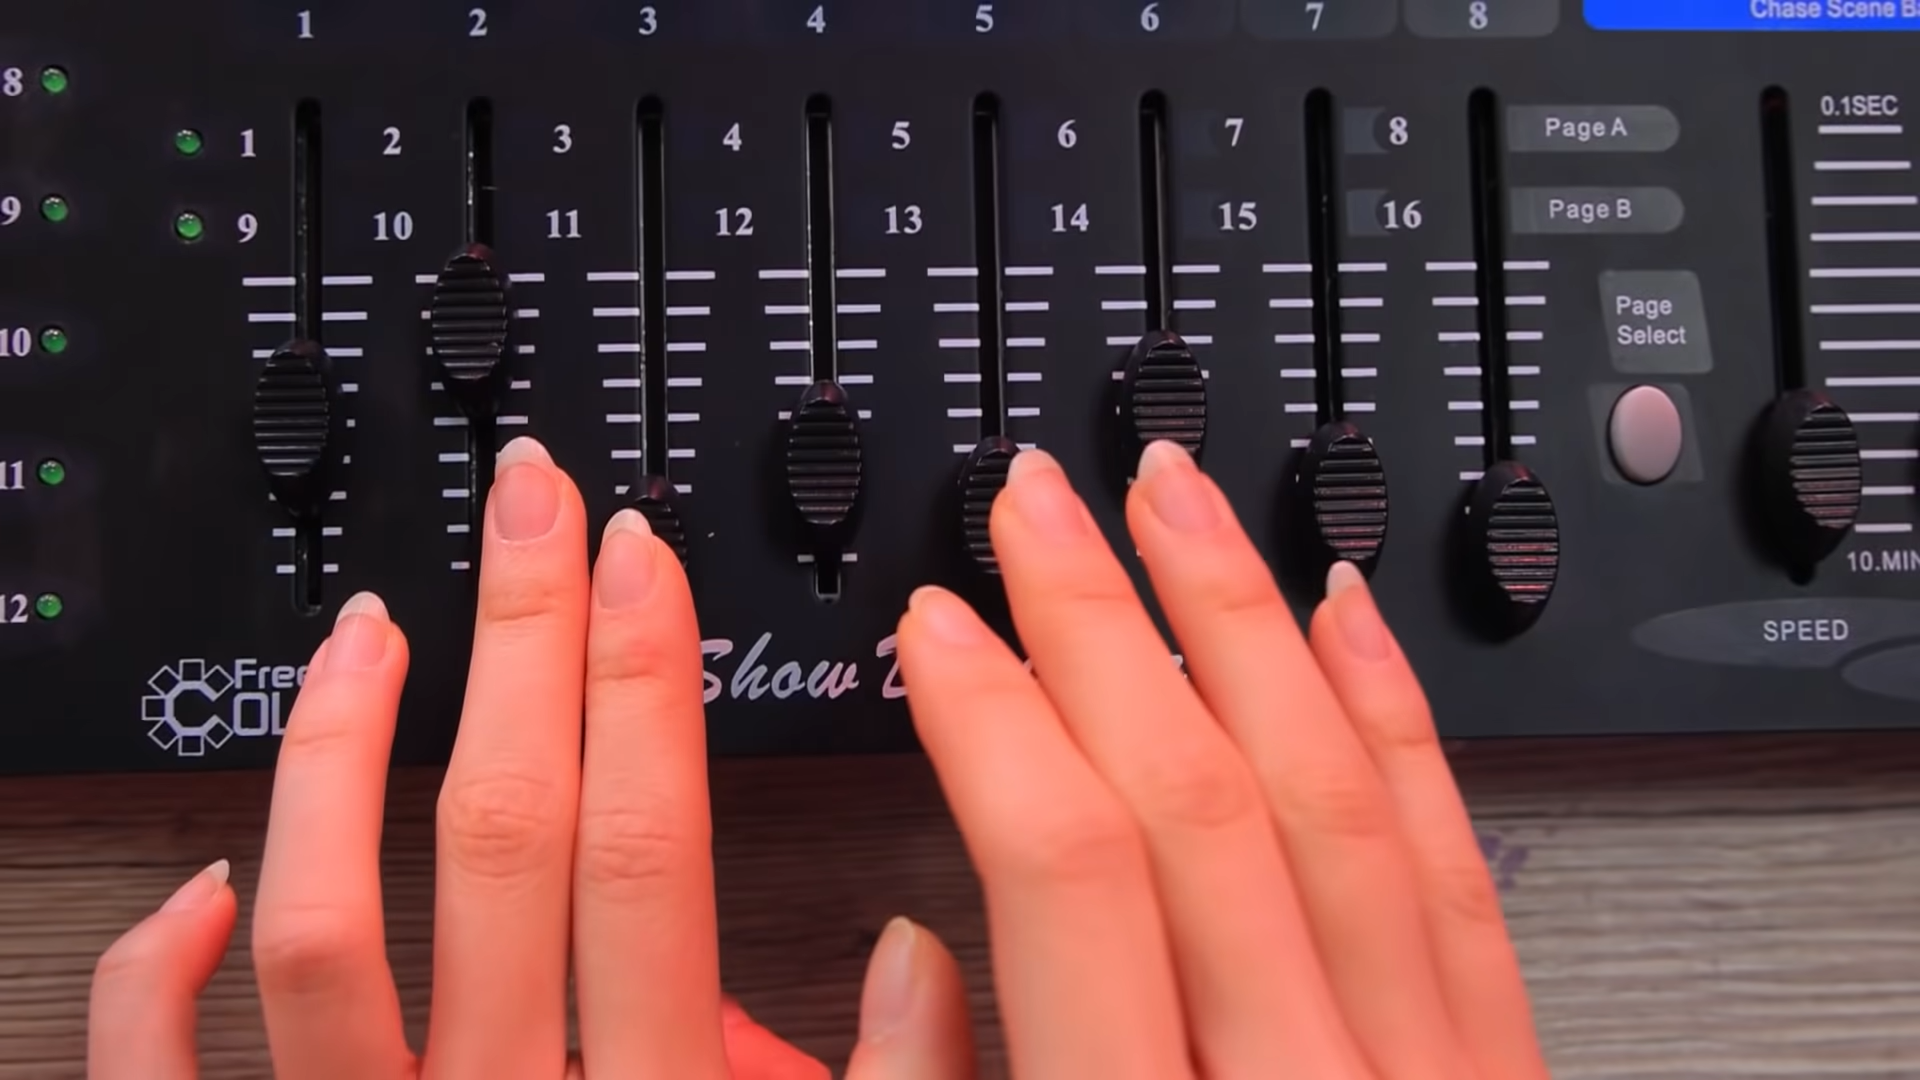 1 2 3 4 5 6 7 8
Chase Scene
8
1 2 3 4 5 6 7 8 Page A
0.1SEC
9
9 10 11 12 13 14 15 16 Page B
10
Page
Select
11
10.MIN
12
SPEED
Show